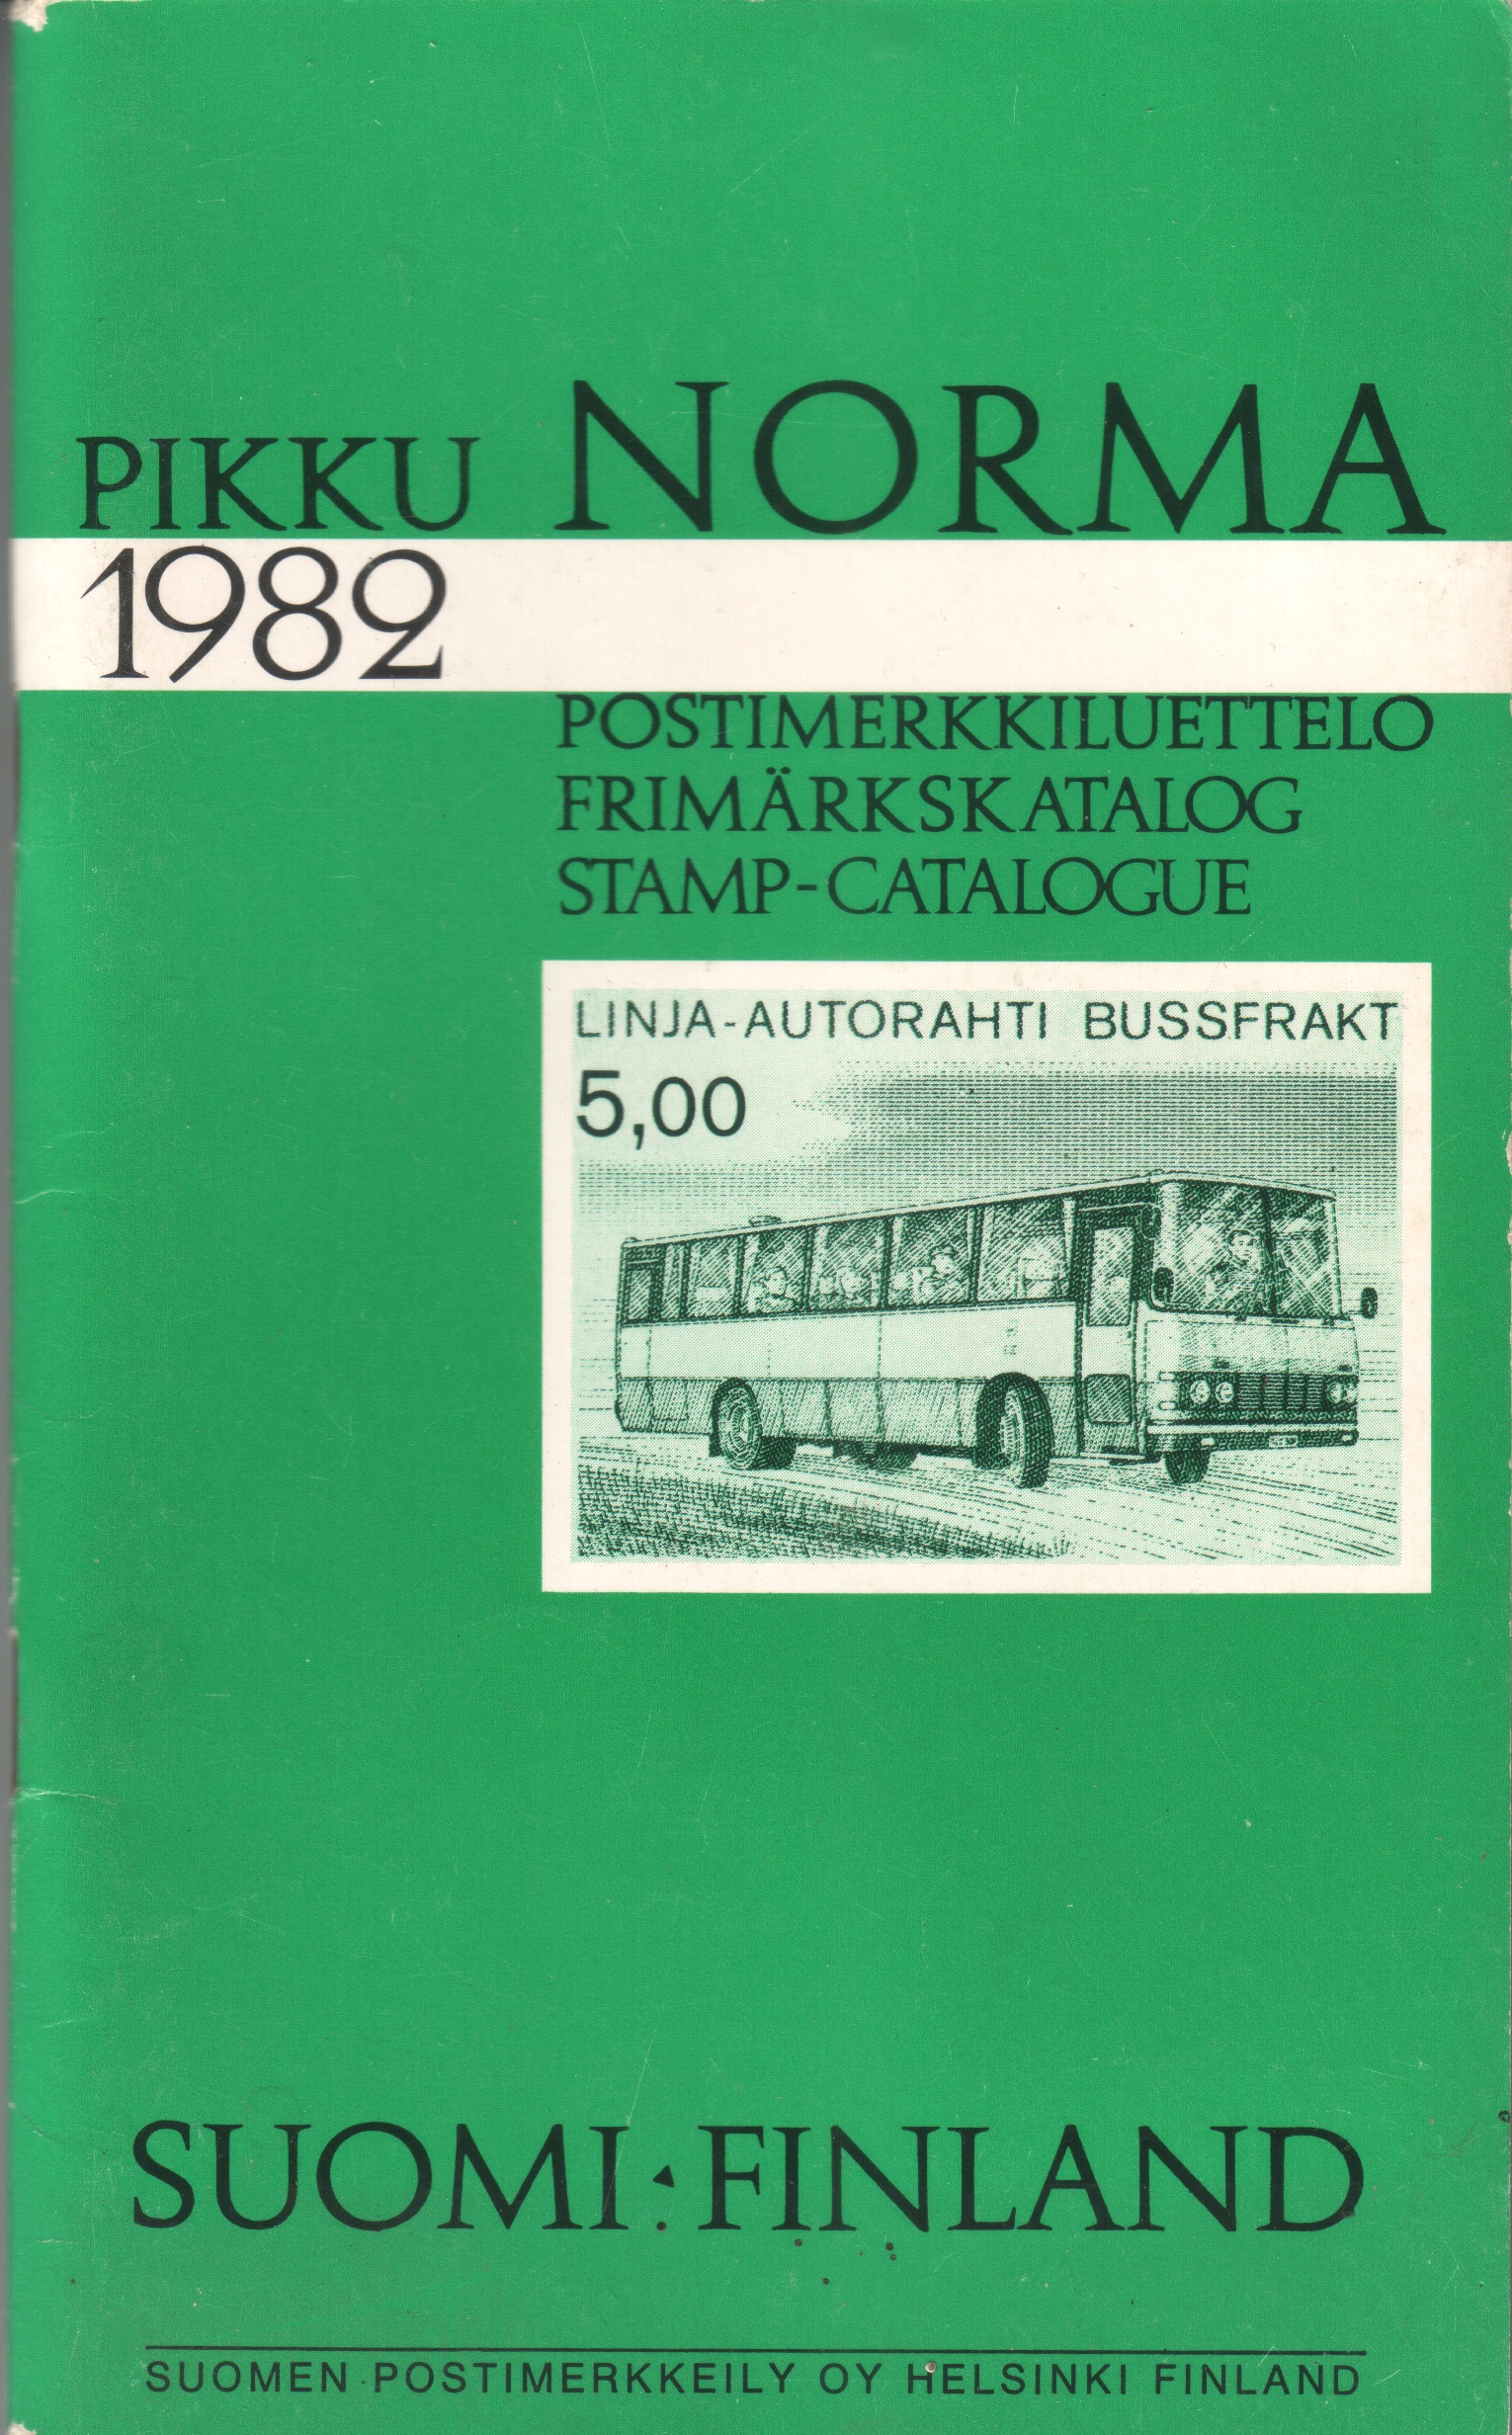 PIKKU NORMA
1982
POSTIMERKKILUETTELO
FRIMÄRKSKATALOG
STAMP-CATALOGUE
LINJA-AUTORAHTI BUSSFRAKT
5,00
SUOMI · FINLAND
SUOMEN POSTIMERKKEILY OY HELSINKI FINLAND